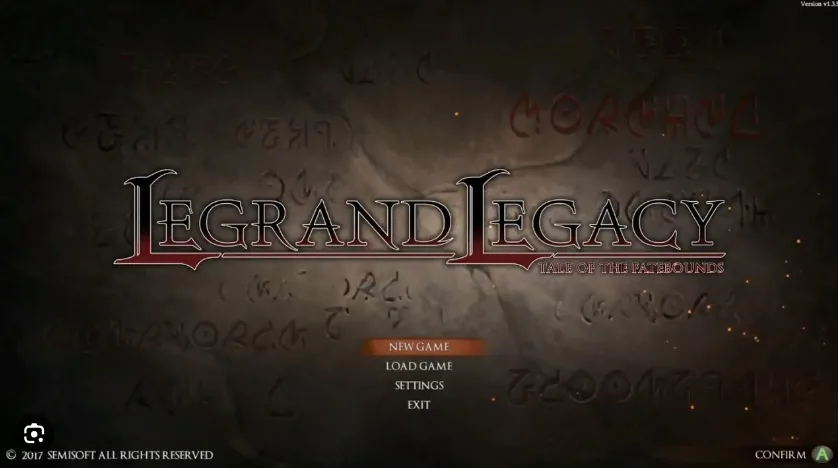 Version v1.3.
LEGRAND LEGACY
TALE OF THE FATEBOUNDS
NEW GAME
LOAD GAME
SETTINGS
EXIT
© 2017 SEMISOFT ALL RIGHTS RESERVED
CONFIRM A